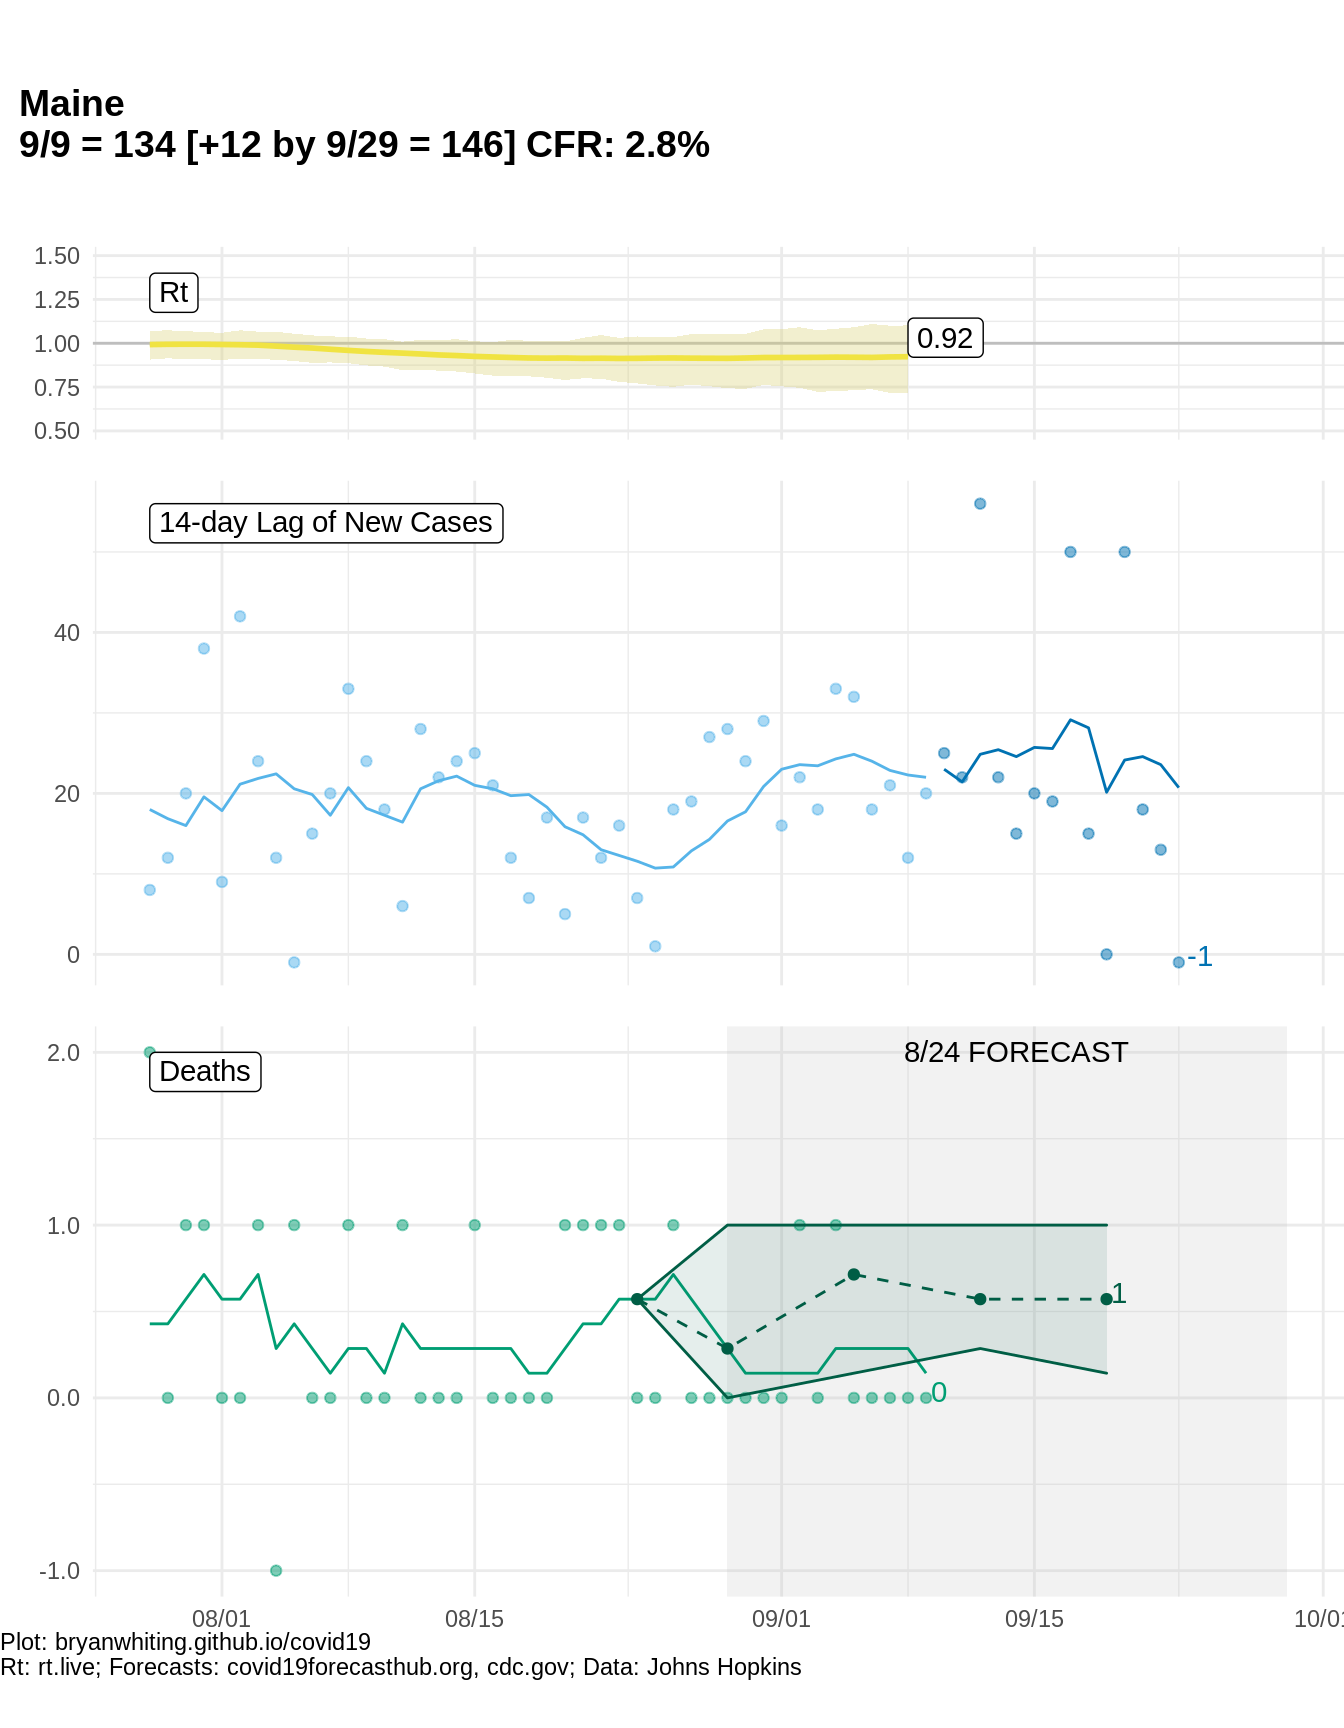 Maine
9/9 = 134 [+12 by 9/29 = 146] CFR: 2.8%
1.50
1.25
1.00
0.75
0.50
Rt
0.92
14-day Lag of New Cases
40
20
0
-1
2.0
1.0
0.0
-1.0
Deaths
8/24 FORECAST
1
0
08/01 08/15 09/01 09/15 10/01
Plot: bryanwhiting.github.io/covid19
Rt: rt.live; Forecasts: covid19forecasthub.org, cdc.gov; Data: Johns Hopkins